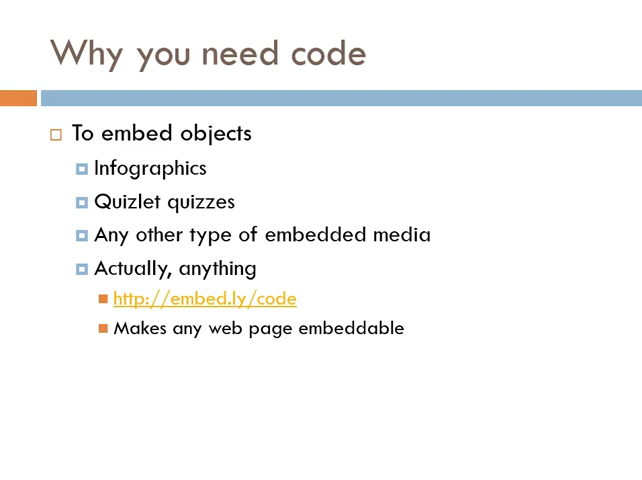 Why you need code
To embed objects
Infographics
Quizlet quizzes
Any other type of embedded media
Actually, anything
http://embed.ly/code
Makes any web page embeddable